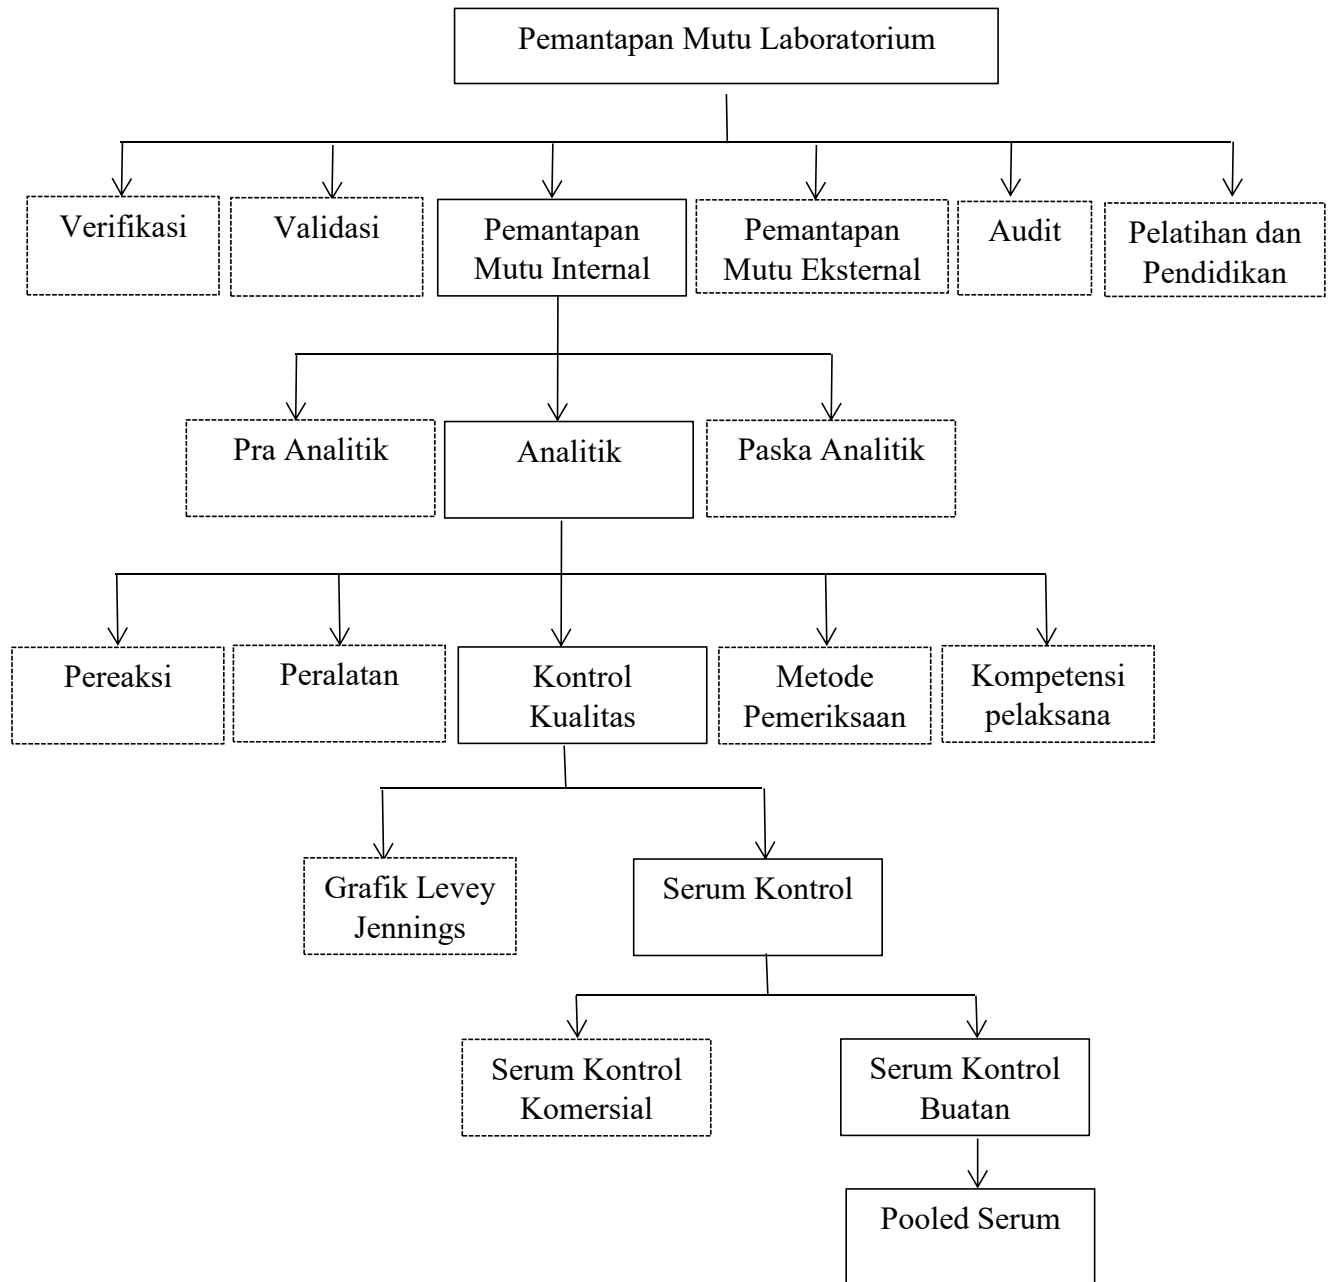 Pemantapan Mutu Laboratorium
Verifikasi
Validasi
Pemantapan
Mutu Internal
Pemantapan
Mutu Eksternal
Audit
Pelatihan dan
Pendidikan
Pra Analitik
Analitik
Paska Analitik
Pereaksi
Peralatan
Kontrol
Kualitas
Metode
Pemeriksaan
Kompetensi
pelaksana
Grafik Levey
Jennings
Serum Kontrol
Serum Kontrol
Komersial
Serum Kontrol
Buatan
Pooled Serum